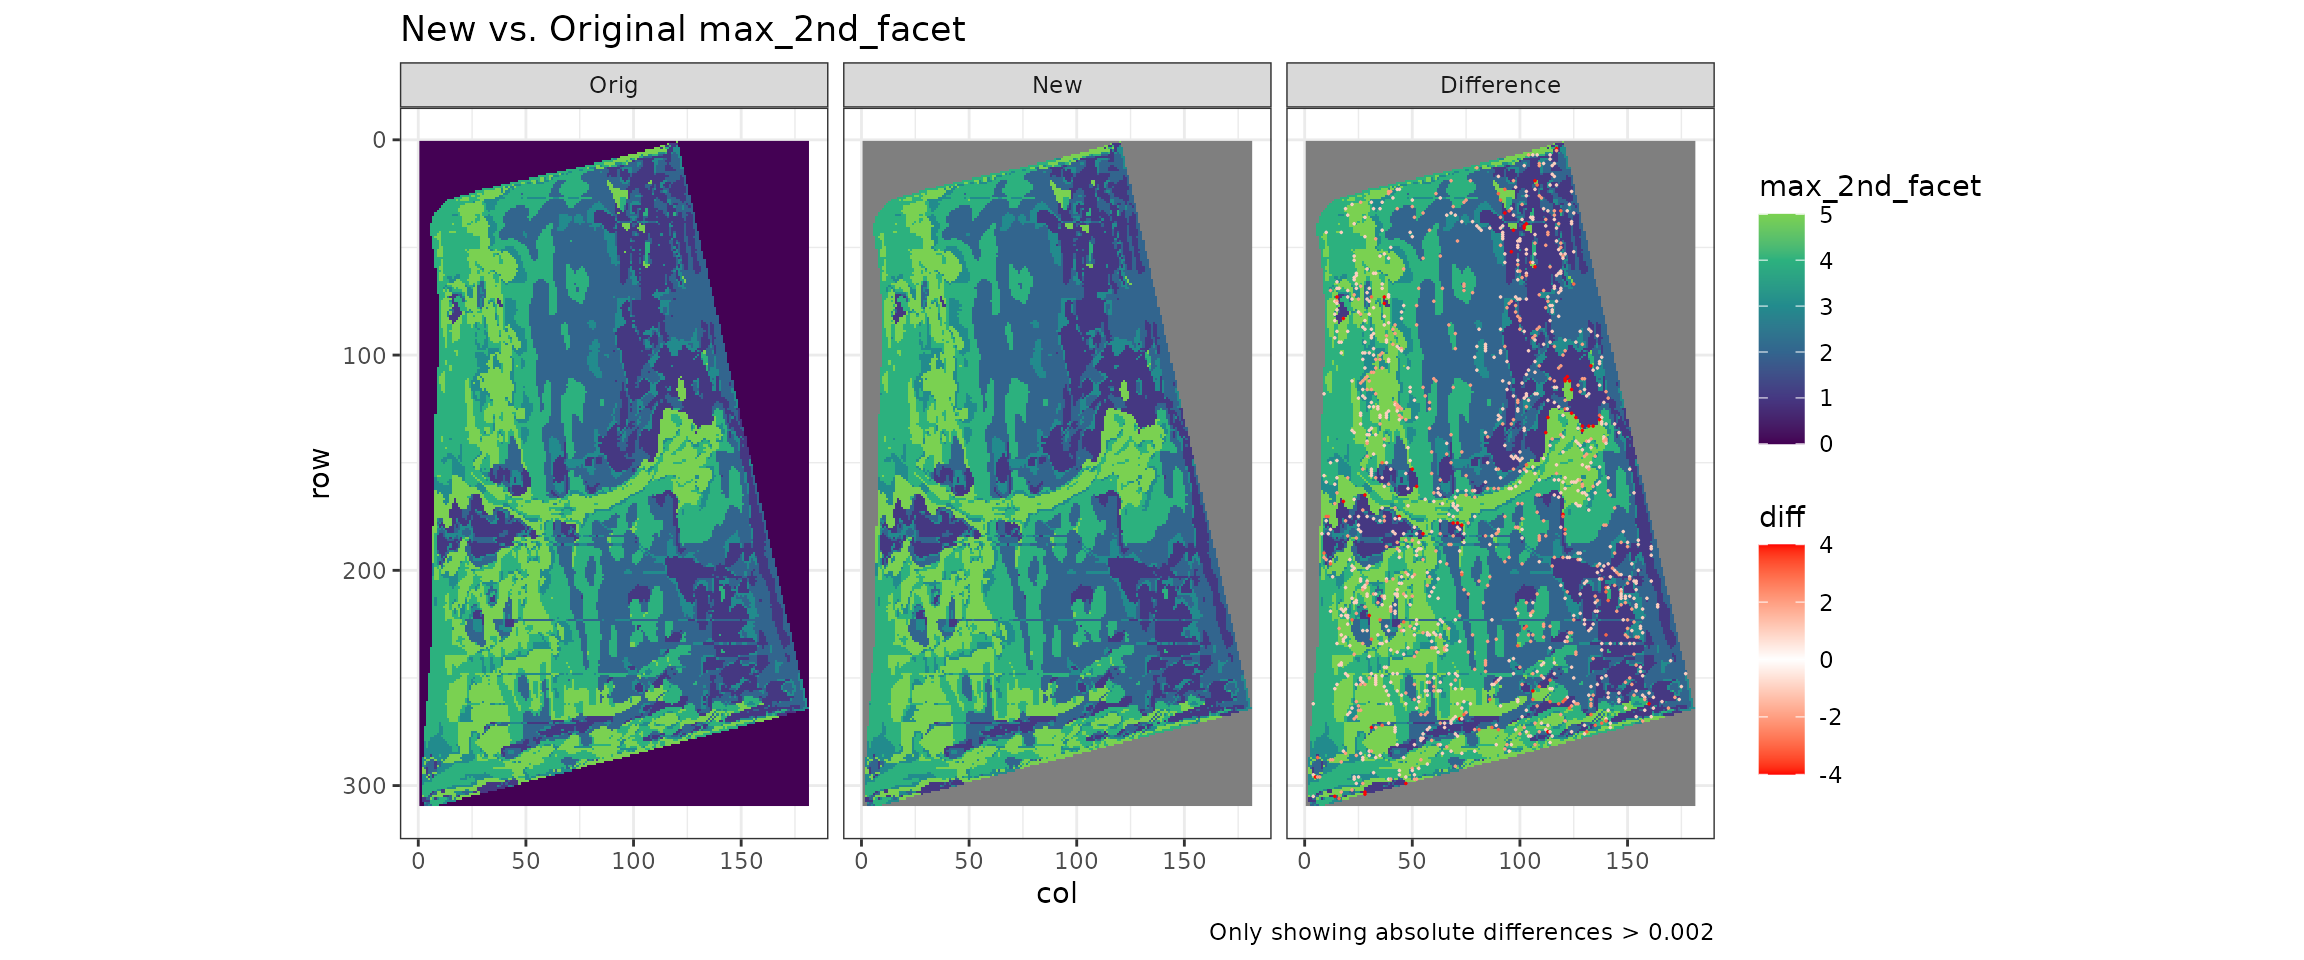 New vs. Original max_2nd_facet
Orig
New
Difference
0
100
200
300
row
0 50 100 150
0 50 100 150
0 50 100 150
col
max_2nd_facet
5
4
3
2
1
0
diff
4
2
0
-2
-4
Only showing absolute differences > 0.002